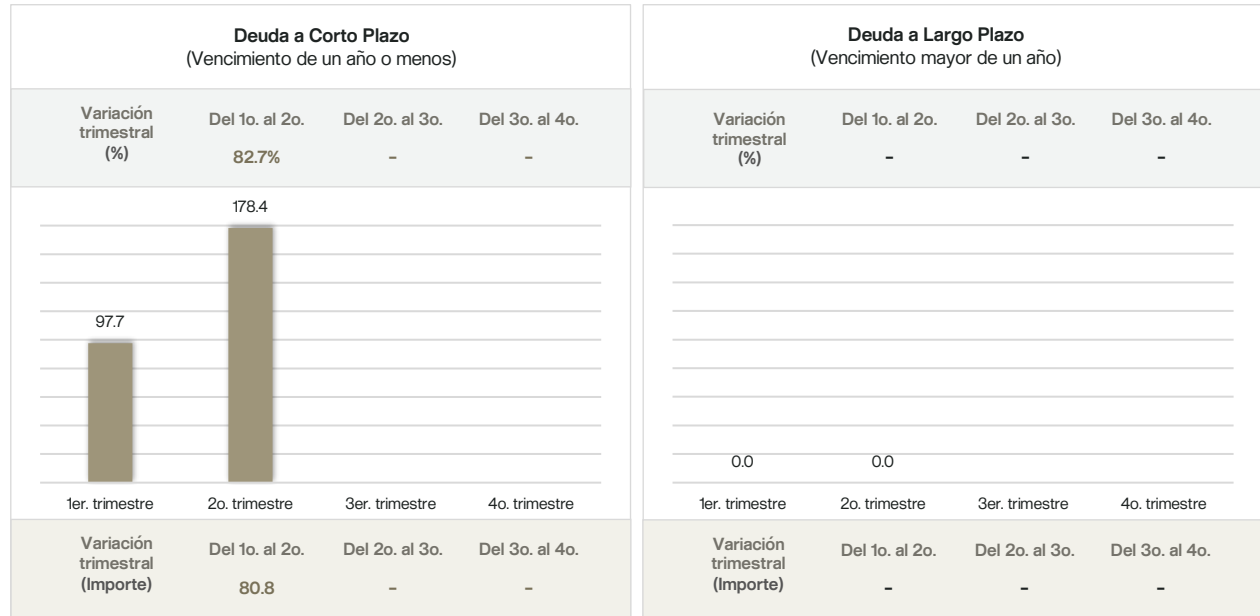 Deuda a Corto Plazo
(Vencimiento de un año o menos)
Variación
trimestral
(%)
Del 1o. al 2o.
Del 2o. al 3o.
Del 3o. al 4o.
82.7%
–
–
178.4
97.7
1er. trimestre
2o. trimestre
3er. trimestre
4o. trimestre
Variación
trimestral
(Importe)
Del 1o. al 2o.
Del 2o. al 3o.
Del 3o. al 4o.
80.8
–
–
Deuda a Largo Plazo
(Vencimiento mayor de un año)
Variación
trimestral
(%)
Del 1o. al 2o.
Del 2o. al 3o.
Del 3o. al 4o.
–
–
–
0.0
0.0
1er. trimestre
2o. trimestre
3er. trimestre
4o. trimestre
Variación
trimestral
(Importe)
Del 1o. al 2o.
Del 2o. al 3o.
Del 3o. al 4o.
–
–
–